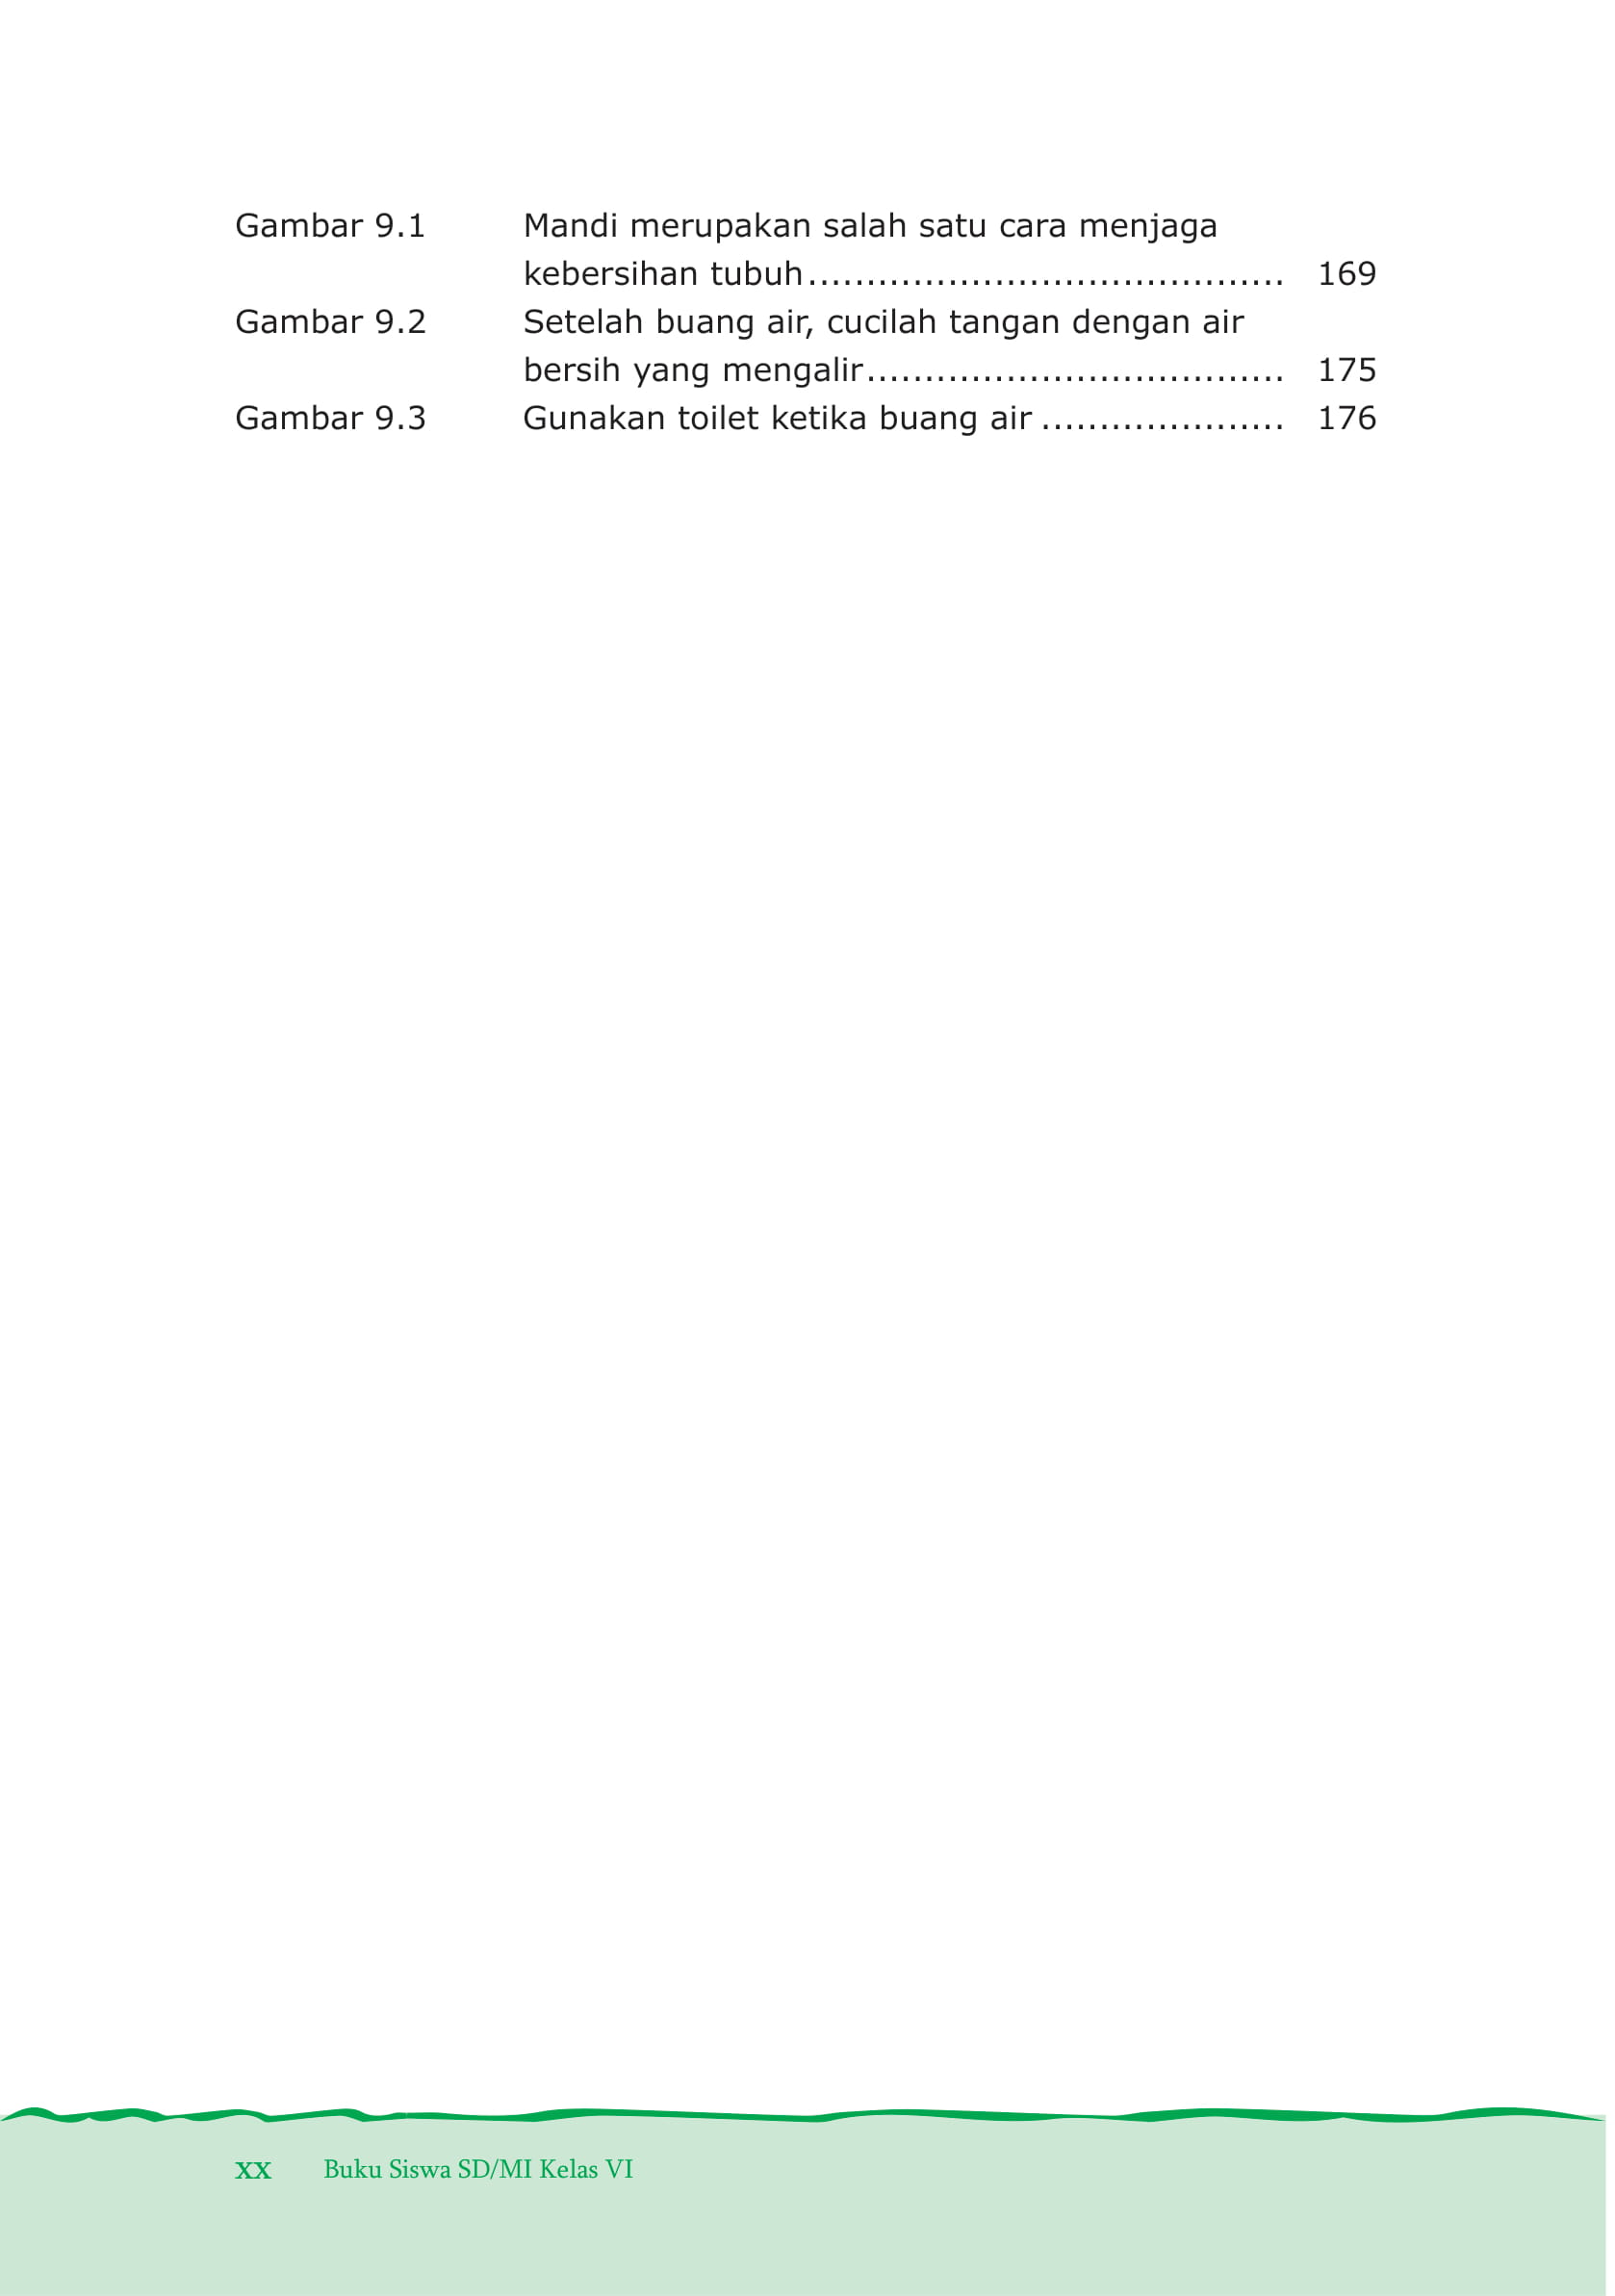 Gambar 9.1 Mandi merupakan salah satu cara menjaga
kebersihan tubuh......................................... 169
Gambar 9.2 Setelah buang air, cucilah tangan dengan air
bersih yang mengalir.................................... 175
Gambar 9.3 Gunakan toilet ketika buang air ..................... 176
xx Buku Siswa SD/MI Kelas VI